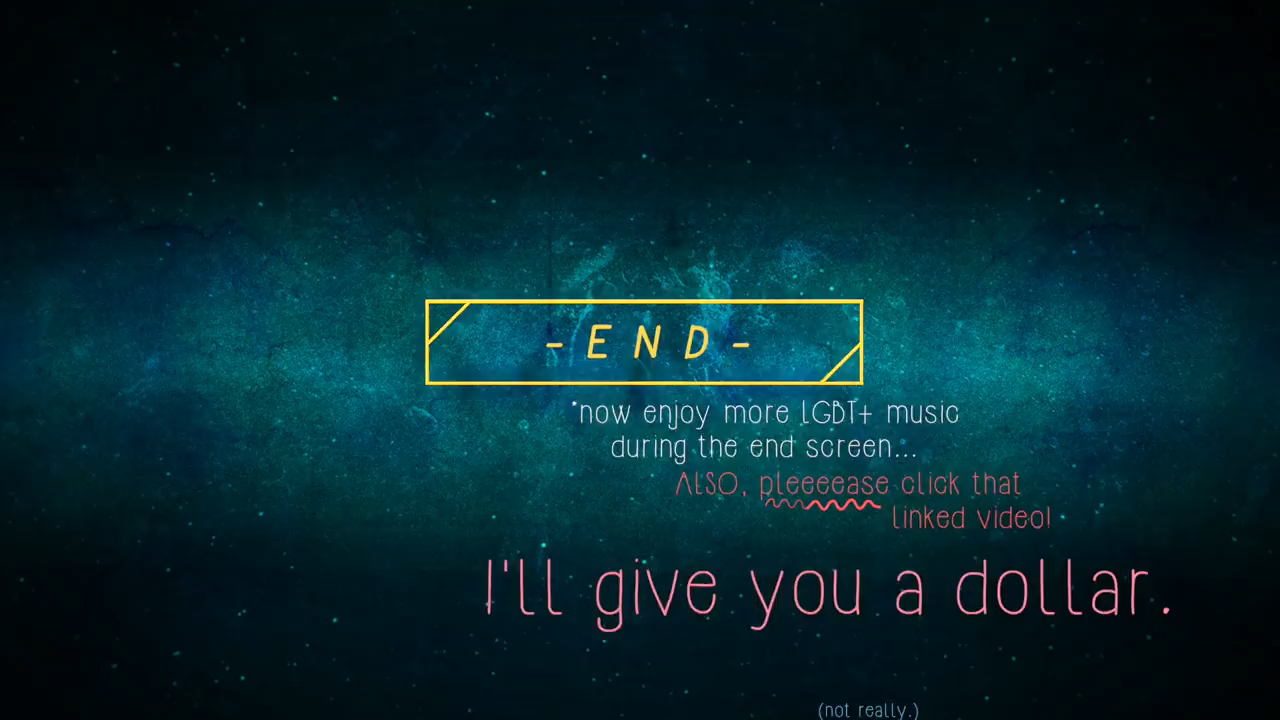 -END-
*now enjoy more LGBT+ music
during the end screen...
ALSO, pleeeease click that
linked video!
I'll give you a dollar.
(not really.)